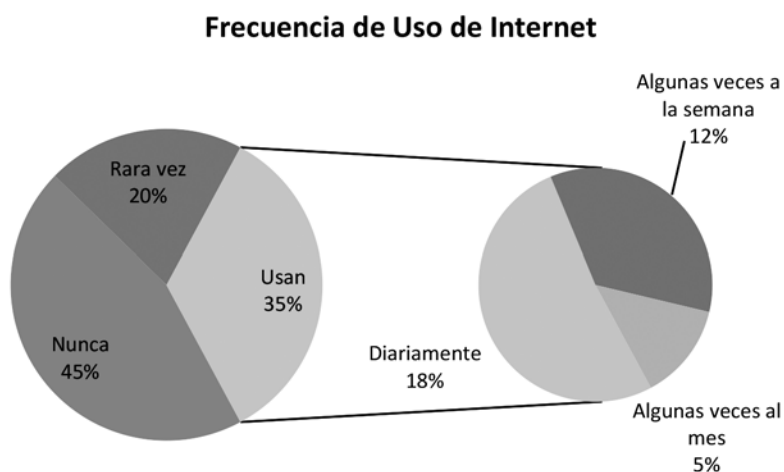 Frecuencia de Uso de Internet
Rara vez
20%
Usan
35%
Nunca
45%
Algunas veces a
la semana
12%
Diariamente
18%
Algunas veces al
mes
5%